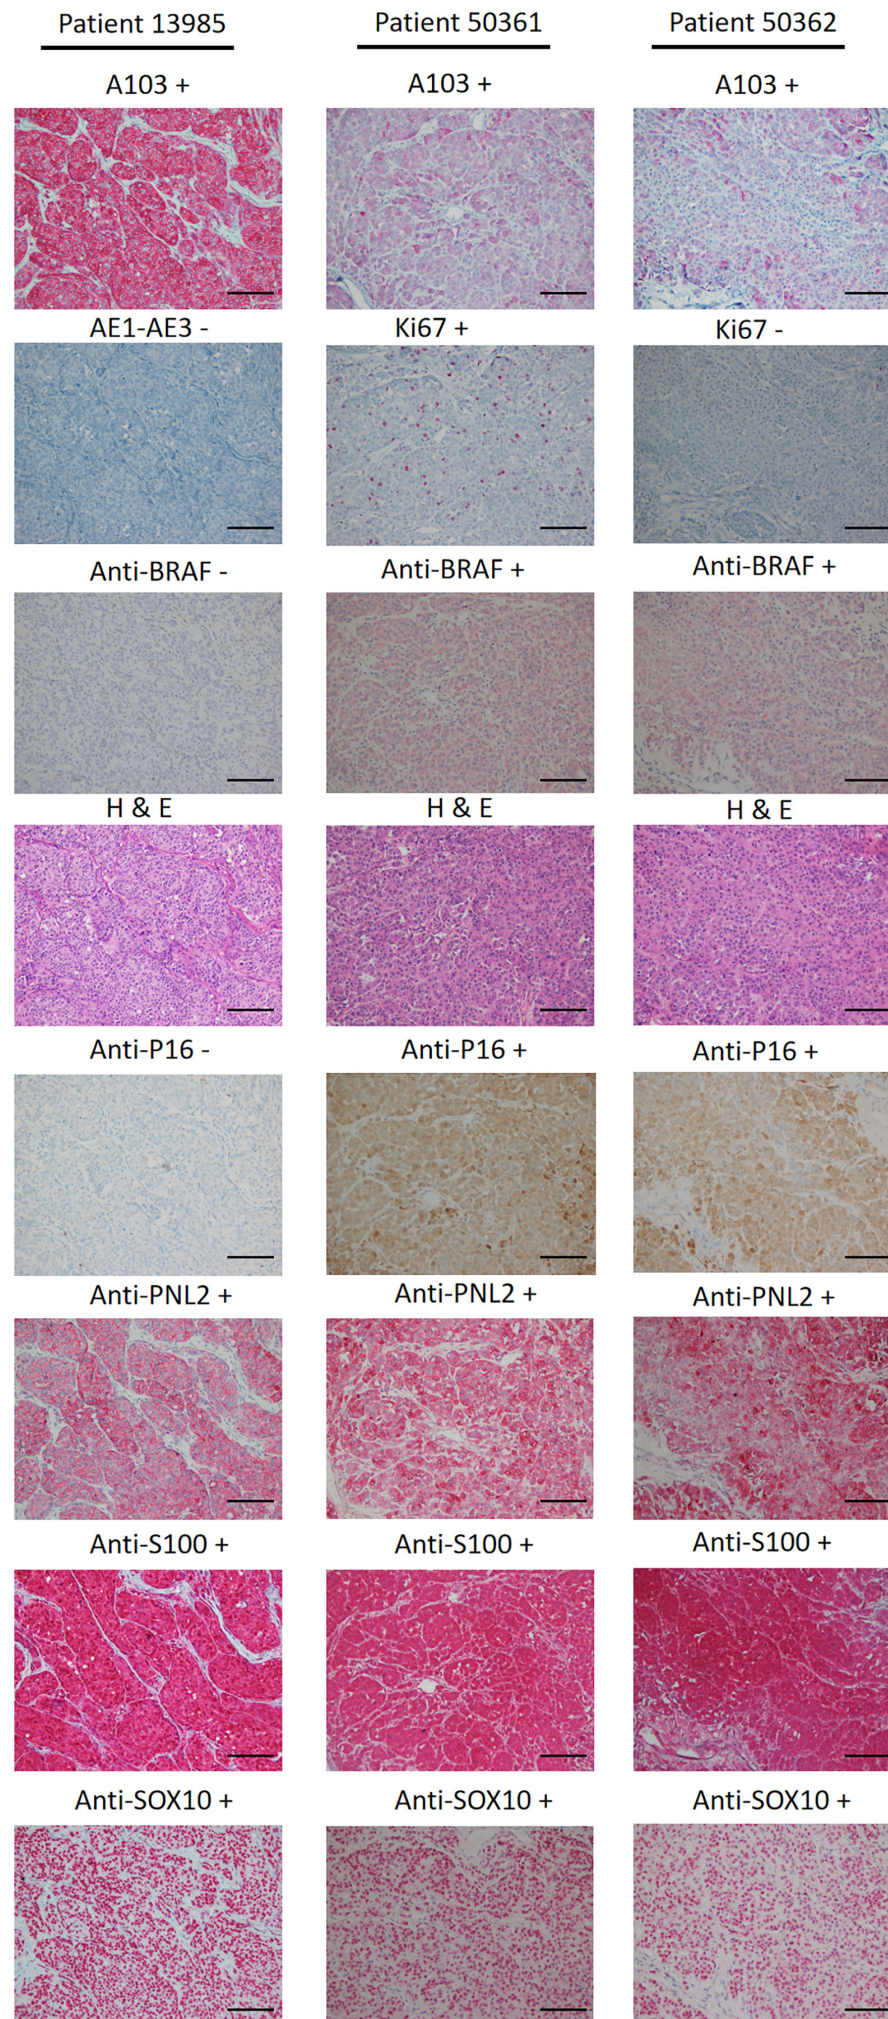 Patient 13985 Patient 50361 Patient 50362
A103 + A103 + A103 +
AE1-AE3 - Ki67 + Ki67 -
Anti-BRAF - Anti-BRAF + Anti-BRAF +
H & E H & E H & E
Anti-P16 - Anti-P16 + Anti-P16 +
Anti-PNL2 + Anti-PNL2 + Anti-PNL2 +
Anti-S100 + Anti-S100 + Anti-S100 +
Anti-SOX10 + Anti-SOX10 + Anti-SOX10 +